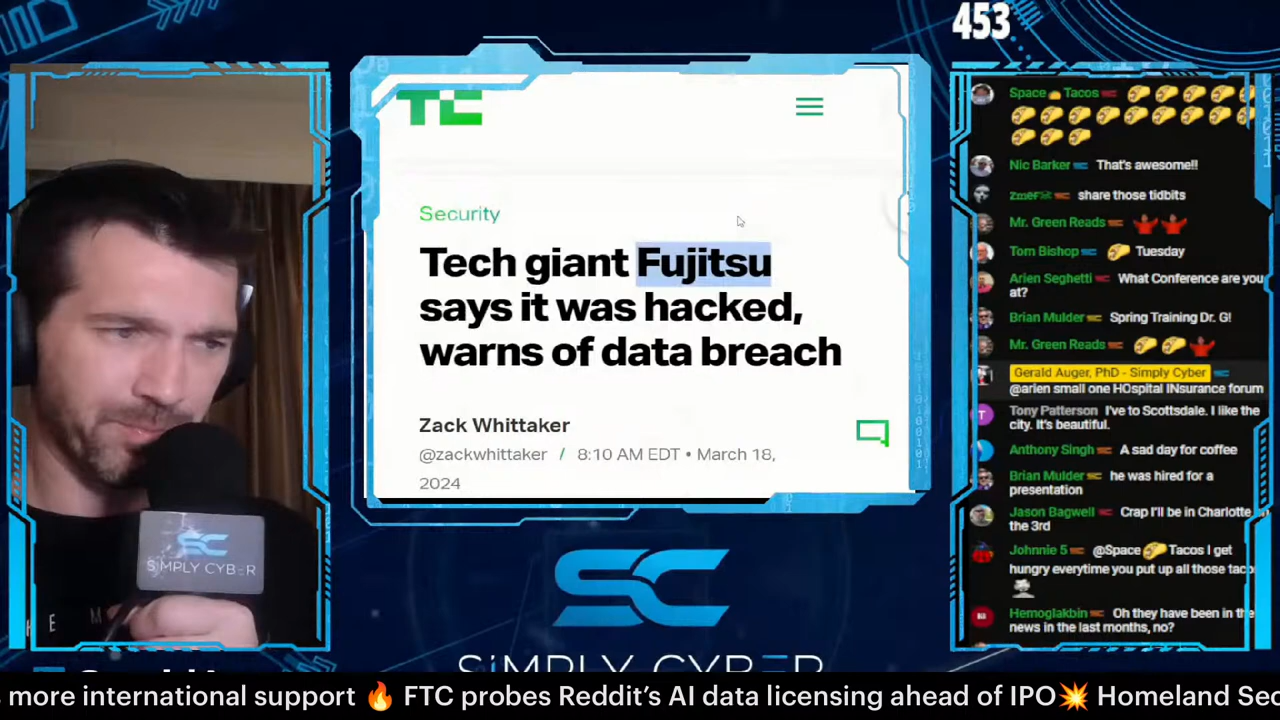 453
TC
Security
Tech giant Fujitsu
says it was hacked,
warns of data breach
Zack Whittaker
@zackwhittaker / 8:10 AM EDT • March 18,
2024
SC
SIMPLY CYBER
SC
SIMPLY CYBER
Space 🌮 Tacos 🌮 🌮 🌮 🌮 🌮
🌮 🌮 🌮 🌮 🌮 🌮 🌮 🌮 🌮
🌮 🌮 🌮
Nic Barker That's awesome!!
share those tidbits
Mr. Green Reads
Tom Bishop 🌮 Tuesday
Arien Seghetti What Conference are you
at?
Brian Mulder Spring Training Dr. G!
Mr. Green Reads 🌮 🌮
Gerald Auger, PhD - Simply Cyber
@arien small one HOspital INsurance forum
Tony Patterson I've to Scottsdale. I like the
city. It's beautiful.
Anthony Singh A sad day for coffee
Brian Mulder he was hired for a
presentation
Jason Bagwell Crap I'll be in Charlotte on
the 3rd
Johnnie 5 @Space 🌮 Tacos I get
hungry everytime you put up all those taco
Hemoglakbin Oh they have been in the
news in the last months, no?
more international support 🔥 FTC probes Reddit's AI data licensing ahead of IPO💥 Homeland Sec